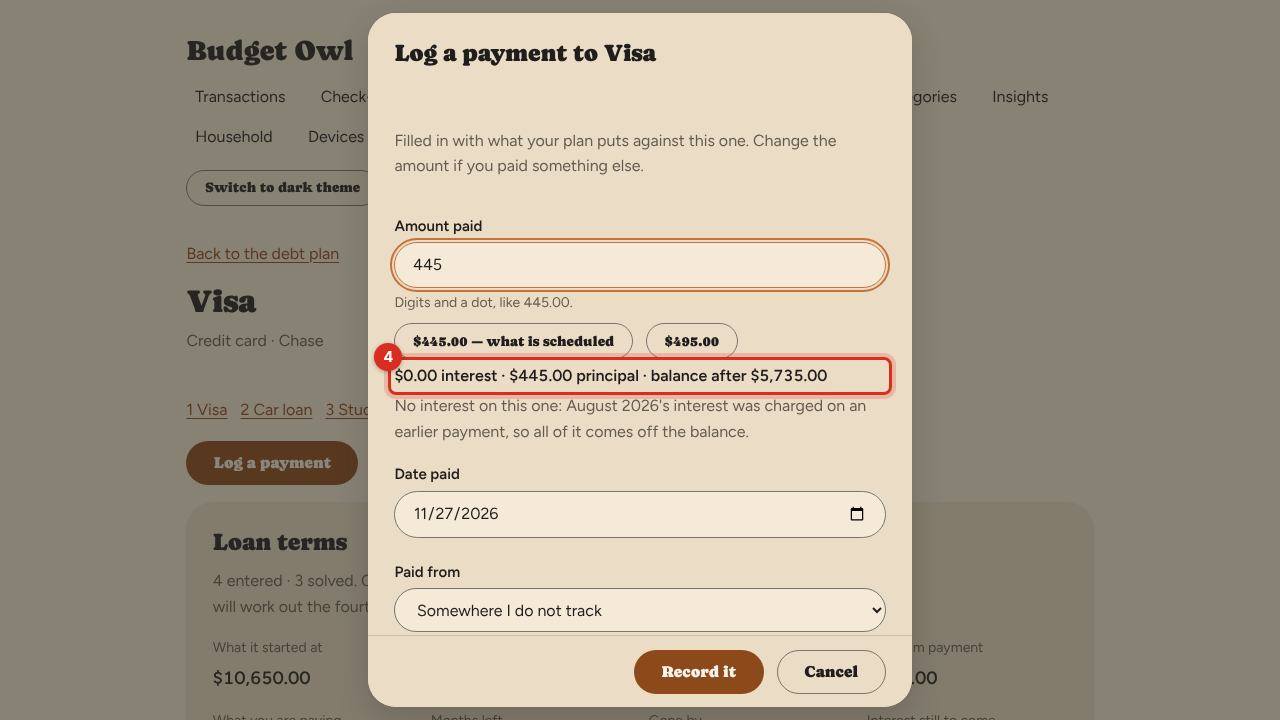 Budget Owl
Log a payment to Visa
Transactions
Insights
Household
Devices
Filled in with what your plan puts against this one. Change the
amount if you paid something else.
Switch to dark theme
Amount paid
445
Digits and a dot, like 445.00.
$445.00 — what is scheduled
$495.00
4
$0.00 interest · $445.00 principal · balance after $5,735.00
No interest on this one: August 2026's interest was charged on an
earlier payment, so all of it comes off the balance.
Date paid
11/27/2026
Paid from
Somewhere I do not track
Record it
Cancel
Back to the debt plan
Visa
Credit card · Chase
1 Visa
2 Car loan
Log a payment
Loan terms
4 entered · 3 solved.
will work out the
What it started at
payment
$10,650.00